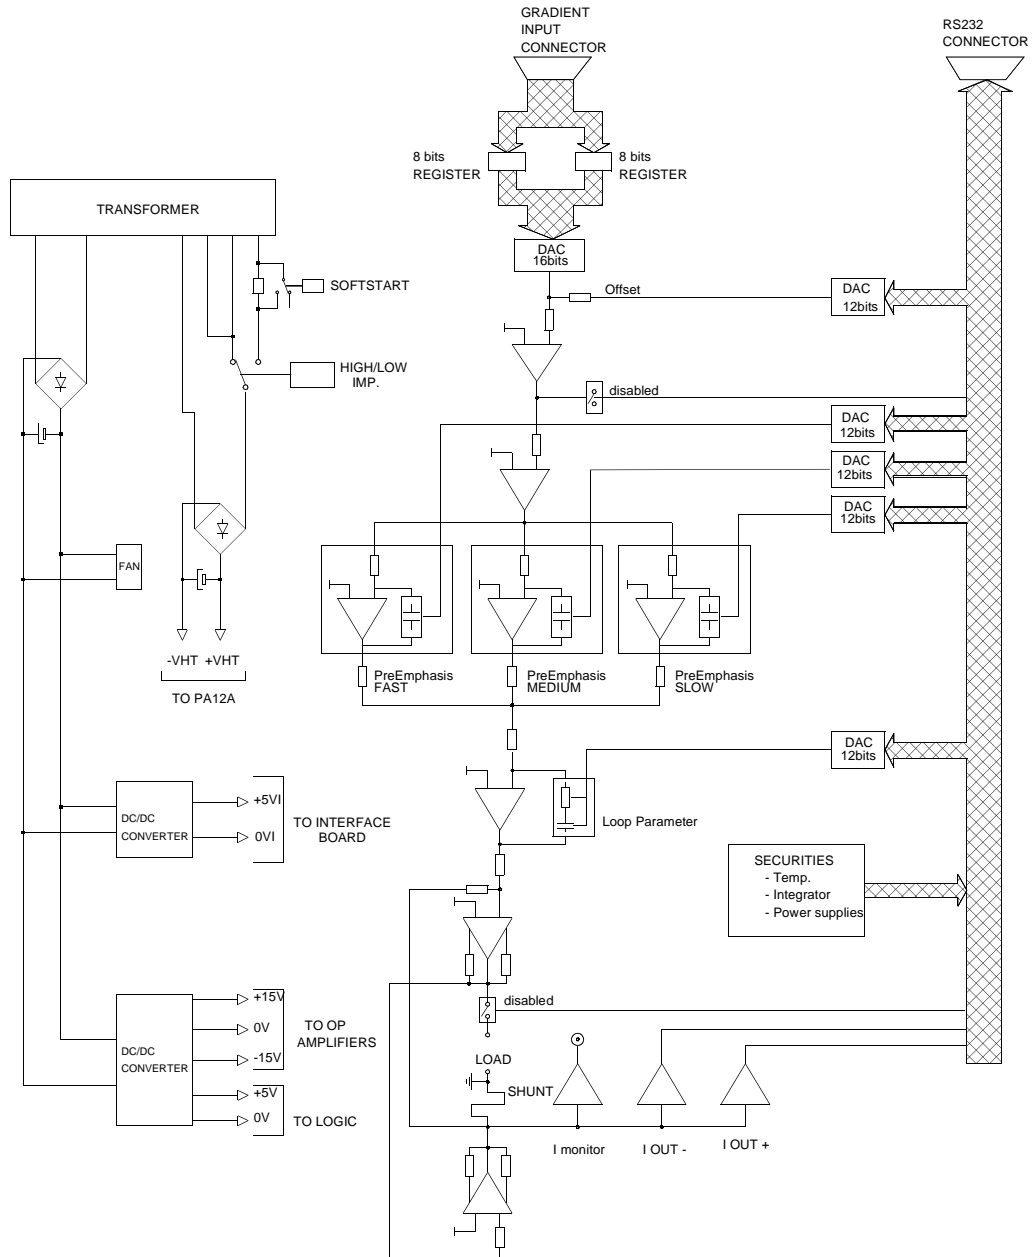 GRADIENT
INPUT
CONNECTOR
RS232
CONNECTOR
8 bits
REGISTER
8 bits
REGISTER
TRANSFORMER
DAC
16bits
SOFTSTART
Offset
DAC
12bits
HIGH/LOW
IMP.
disabled
DAC
12bits
DAC
12bits
DAC
12bits
FAN
-VHT +VHT
TO PA12A
PreEmphasis
FAST
PreEmphasis
MEDIUM
PreEmphasis
SLOW
DAC
12bits
DC/DC
CONVERTER
+5VI
0VI
TO INTERFACE
BOARD
Loop Parameter
SECURITIES
- Temp.
- Integrator
- Power supplies
DC/DC
CONVERTER
+15V
0V
-15V
TO OP
AMPLIFIERS
+5V
0V
TO LOGIC
disabled
LOAD
SHUNT
I monitor
I OUT -
I OUT +